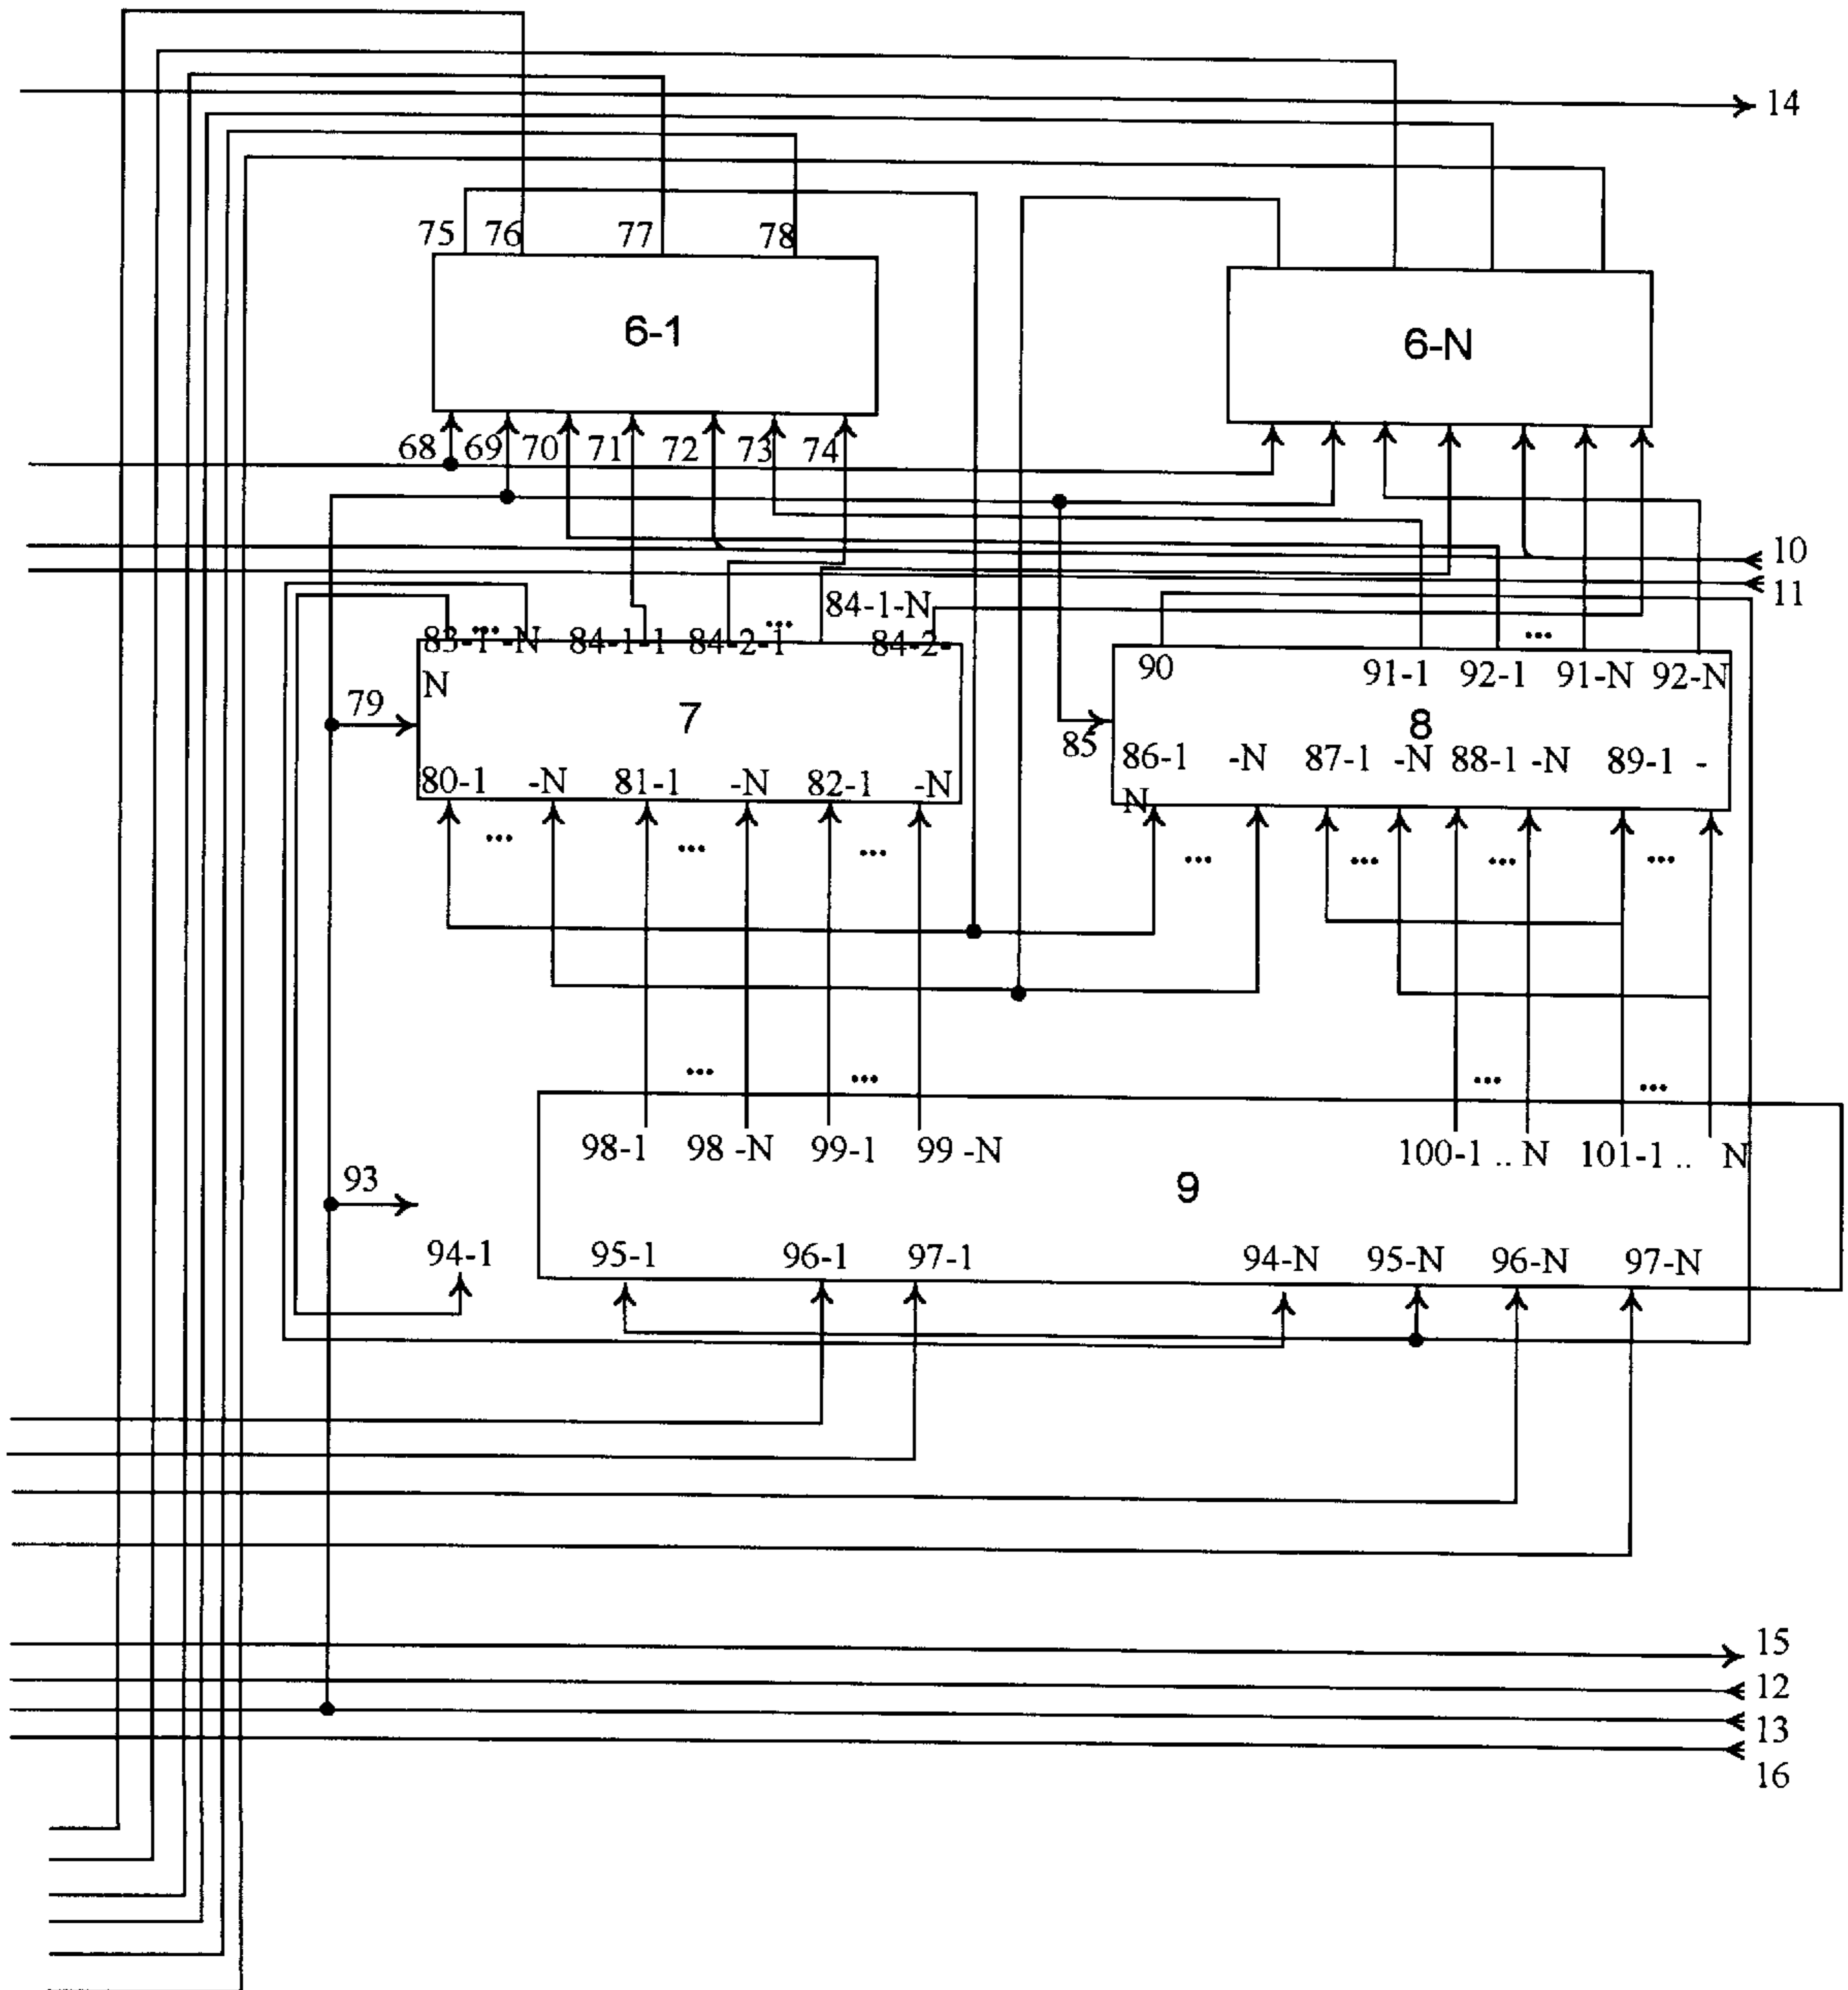 14
75 76 77 78
6-1
6-N
68 69 70 71 72 73 74
10
11
...
84-1-N
83-1 ... -N 84-1-1 84-2-1 84-2-
N
...
90 91-1 92-1 91-N 92-N
79
7
85
8
80-1 -N 81-1 -N 82-1 -N
86-1 -N 87-1 -N 88-1 -N 89-1 -
N
... ... ...
... ... ... ...
... ...
... ...
98-1 98 -N 99-1 99 -N
100-1 .. N 101-1 .. N
93
9
94-1 95-1 96-1 97-1 94-N 95-N 96-N 97-N
15
12
13
16